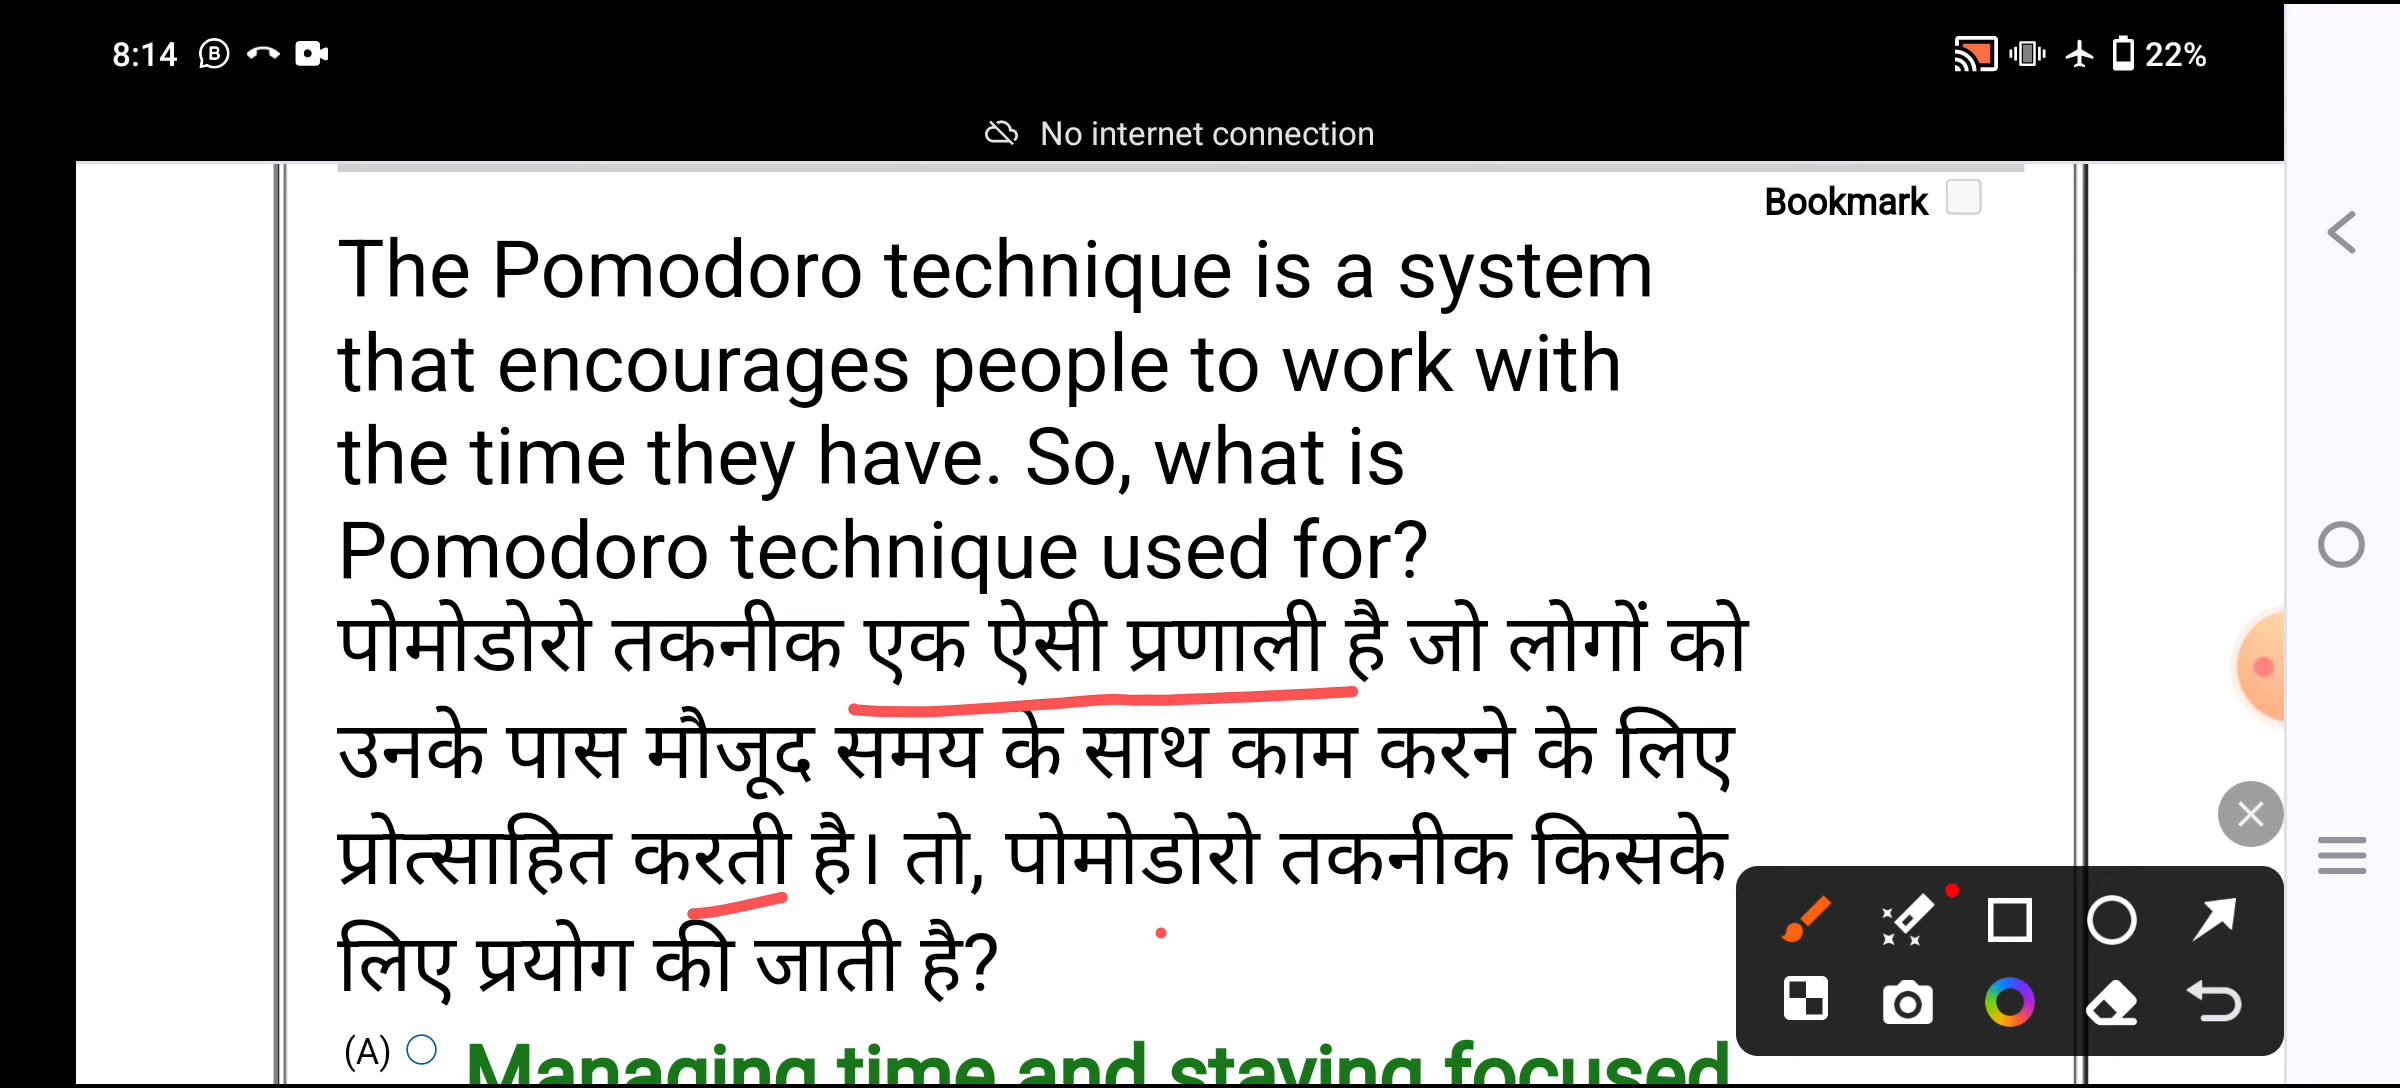 8:14
22%
No internet connection
Bookmark
The Pomodoro technique is a system
that encourages people to work with
the time they have. So, what is
Pomodoro technique used for?
पोमोडोरो तकनीक एक ऐसी प्रणाली है जो लोगों को
उनके पास मौजूद समय के साथ काम करने के लिए
प्रोत्साहित करती है। तो, पोमोडोरो तकनीक किसके
लिए प्रयोग की जाती है?
(A) Managing time and staying focused